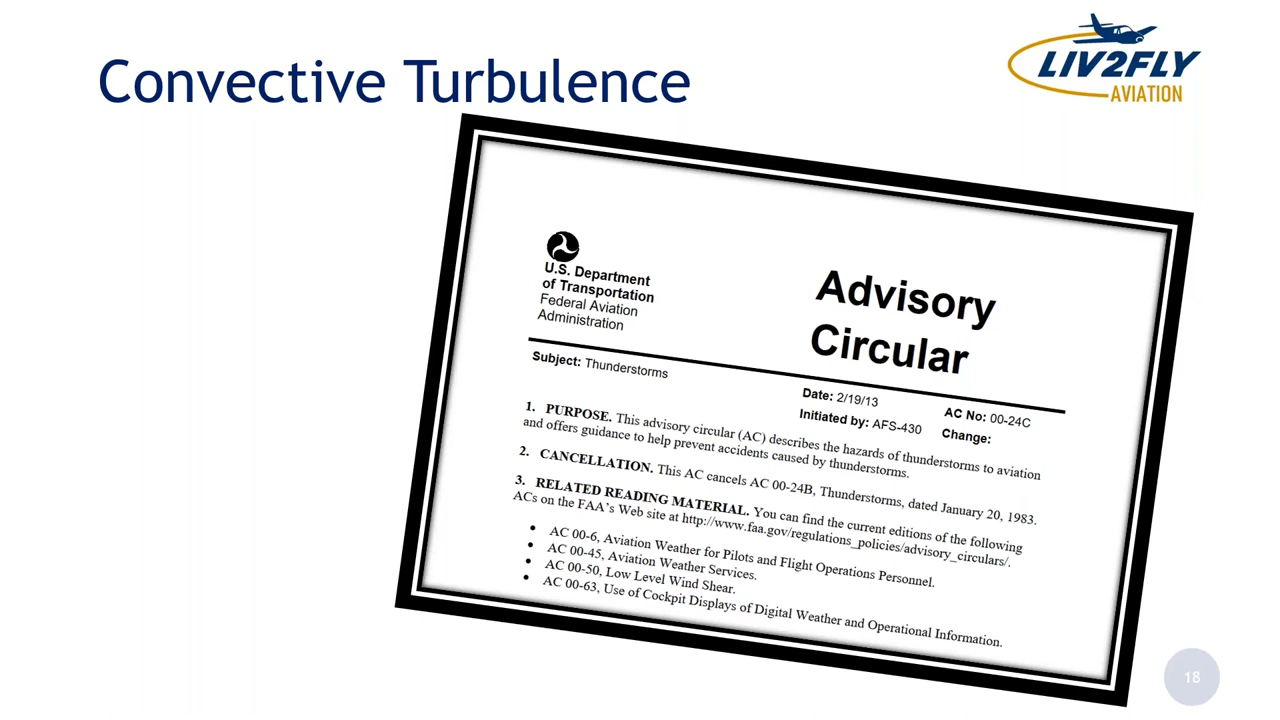 Convective Turbulence
LIV2FLY
AVIATION
U.S. Department
of Transportation
Federal Aviation
Administration
Advisory
Circular
Subject: Thunderstorms
Date: 2/19/13
Initiated by: AFS-430
AC No: 00-24C
Change:
1. PURPOSE. This advisory circular (AC) describes the hazards of thunderstorms to aviation
and offers guidance to help prevent accidents caused by thunderstorms.
2. CANCELLATION. This AC cancels AC 00-24B, Thunderstorms, dated January 20, 1983.
3. RELATED READING MATERIAL. You can find the current editions of the following
ACs on the FAA's Web site at http://www.faa.gov/regulations_policies/advisory_circulars/.
• AC 00-6, Aviation Weather for Pilots and Flight Operations Personnel.
• AC 00-45, Aviation Weather Services.
• AC 00-50, Low Level Wind Shear.
• AC 00-63, Use of Cockpit Displays of Digital Weather and Operational Information.
18